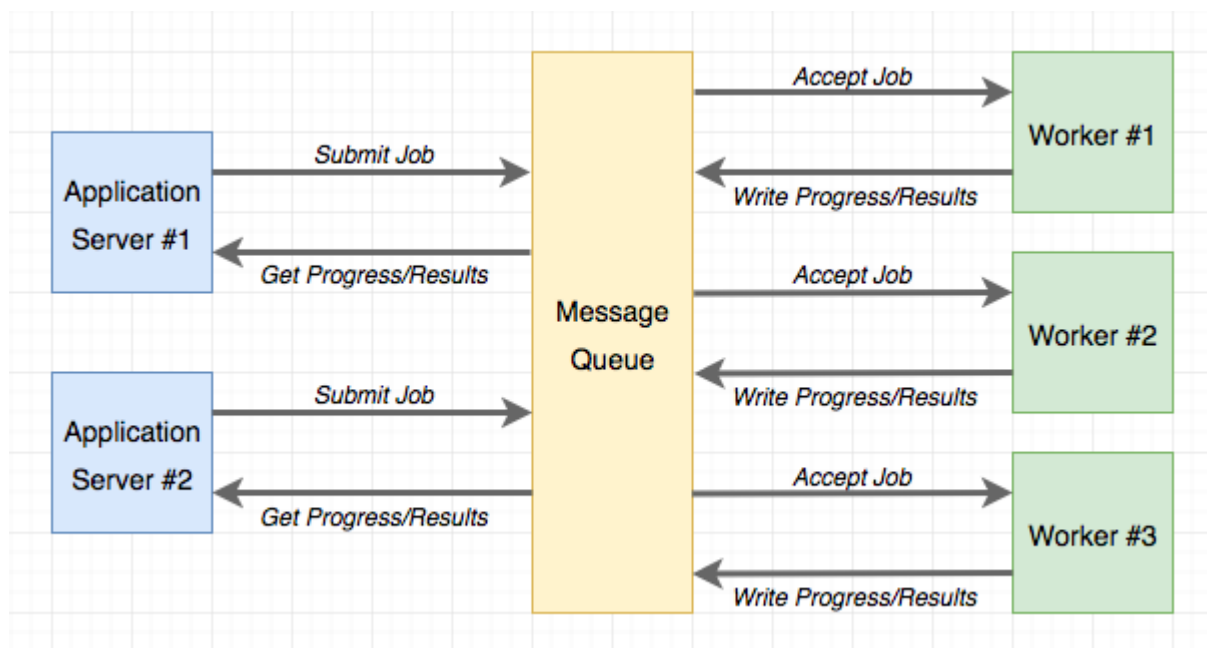 Submit Job
Application
Server #1
Get Progress/Results
Submit Job
Application
Server #2
Get Progress/Results
Message
Queue
Accept Job
Worker #1
Write Progress/Results
Accept Job
Worker #2
Write Progress/Results
Accept Job
Worker #3
Write Progress/Results